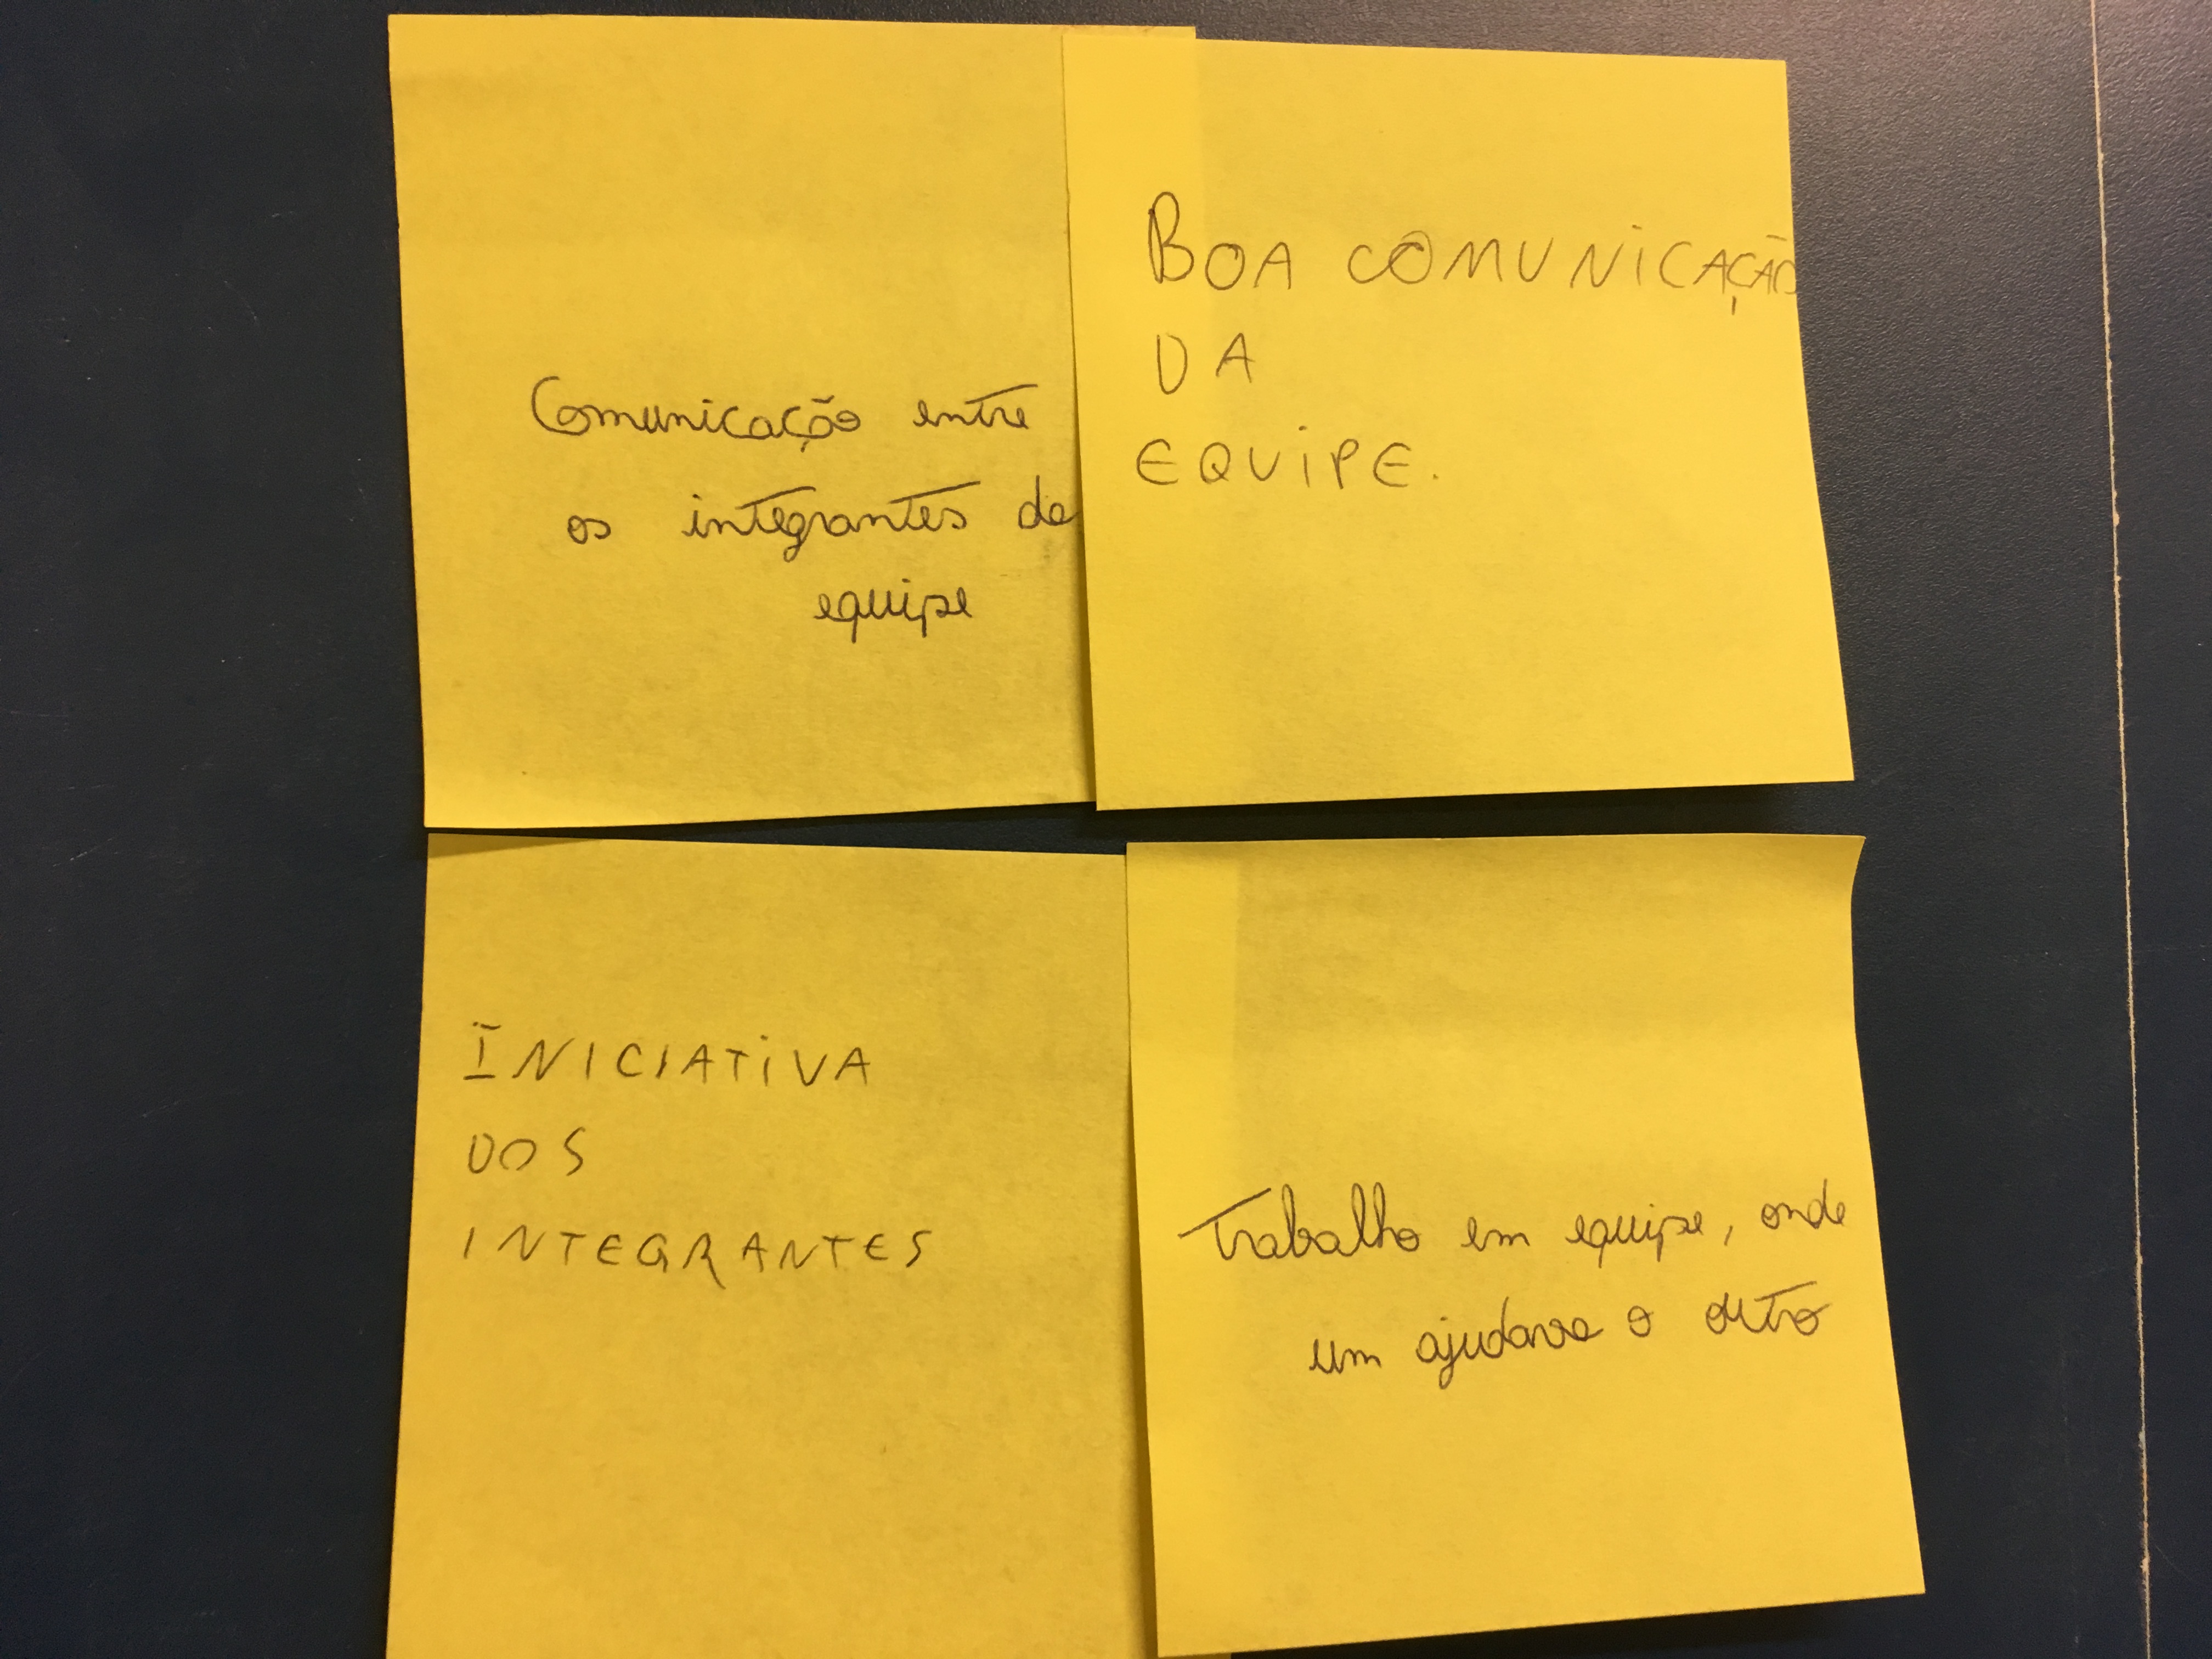 Comunicação entre
os integrantes da
equipe
BOA COMUNICAÇÃO
DA
EQUIPE.
INICIATIVA
DOS
INTEGRANTES
Trabalho em equipe, onde
um ajudava o outro